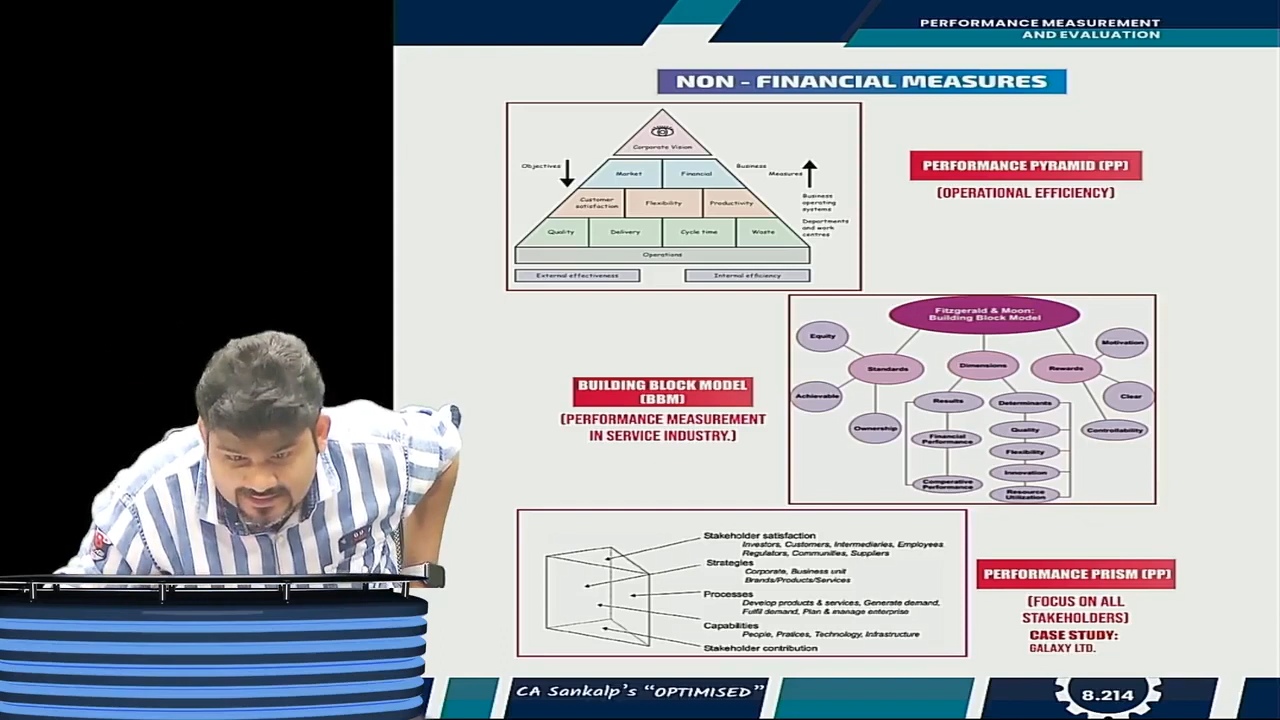 PERFORMANCE MEASUREMENT
AND EVALUATION
NON - FINANCIAL MEASURES
Corporate Vision
Objectives
Market
Financial
Business
Measures
Customer
satisfaction
Flexibility
Productivity
Business
operating
systems
Quality
Delivery
Cycle time
Waste
Departments
and work
centres
Operations
External effectiveness
Internal efficiency
PERFORMANCE PYRAMID (PP)
(OPERATIONAL EFFICIENCY)
BUILDING BLOCK MODEL
(BBM)
(PERFORMANCE MEASUREMENT
IN SERVICE INDUSTRY.)
Fitzgerald & Moon:
Building Block Model
Equity
Motivation
Standards
Dimensions
Rewards
Achievable
Clear
Ownership
Results
Determinants
Controllability
Financial
Performance
Quality
Flexibility
Innovation
Comperative
Performance
Resource
Utilization
Stakeholder satisfaction
Investors, Customers, Intermediaries, Employees
Regulators, Communities, Suppliers
Strategies
Corporate, Business unit
Brands/Products/Services
Processes
Develop products & services, Generate demand,
Fulfil demand, Plan & manage enterprise
Capabilities
People, Pratices, Technology, Infrastructure
Stakeholder contribution
PERFORMANCE PRISM (PP)
(FOCUS ON ALL
STAKEHOLDERS)
CASE STUDY:
GALAXY LTD.
CA Sankalp's "OPTIMISED"
8.214